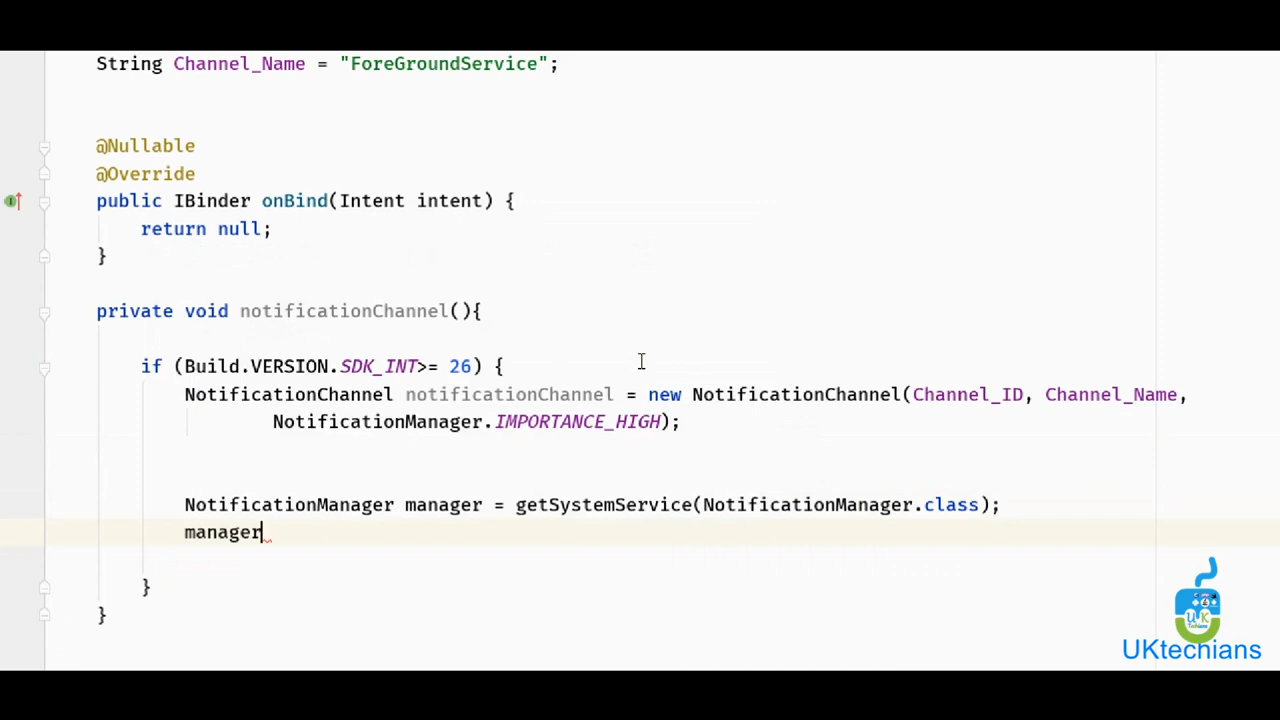 String Channel_Name = "ForeGroundService";
@Nullable
@Override
public IBinder onBind(Intent intent) {
return null;
}
private void notificationChannel(){
if (Build.VERSION.SDK_INT>= 26) {
NotificationChannel notificationChannel = new NotificationChannel(Channel_ID, Channel_Name,
NotificationManager.IMPORTANCE_HIGH);
NotificationManager manager = getSystemService(NotificationManager.class);
manager
}
}
UKtechians